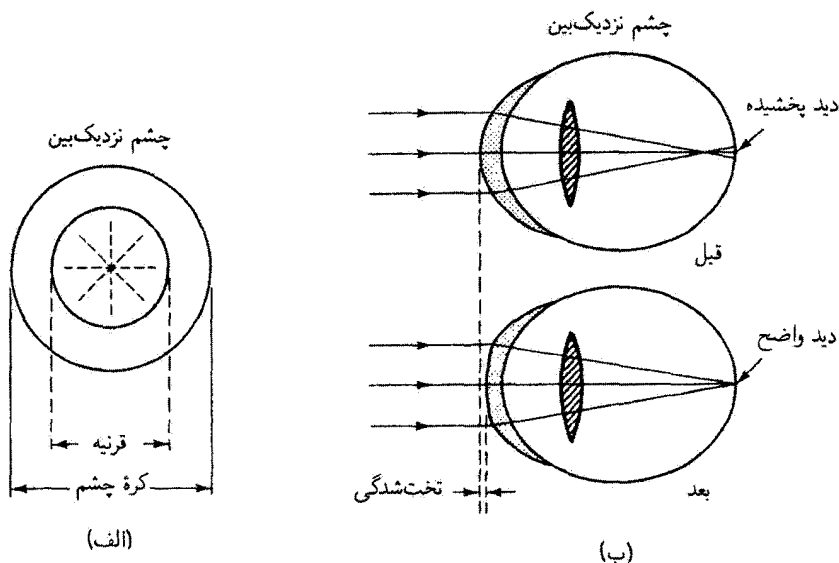 چشم نزدیک‌بین
دید پخشیده
قبل
دید واضح
بعد
تخت‌شدگی
(ب)
چشم نزدیک‌بین
قرنیه
کرهٔ چشم
(الف)